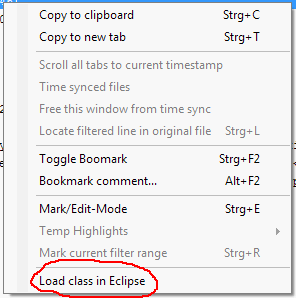 Copy to clipboard Strg+C
Copy to new tab Strg+T
Scroll all tabs to current timestamp
Time synced files
Free this window from time sync
Locate filtered line in original file Strg+L
Toggle Boomark Strg+F2
Bookmark comment... Alt+F2
Mark/Edit-Mode Strg+E
Temp Highlights
Mark current filter range Strg+R
Load class in Eclipse